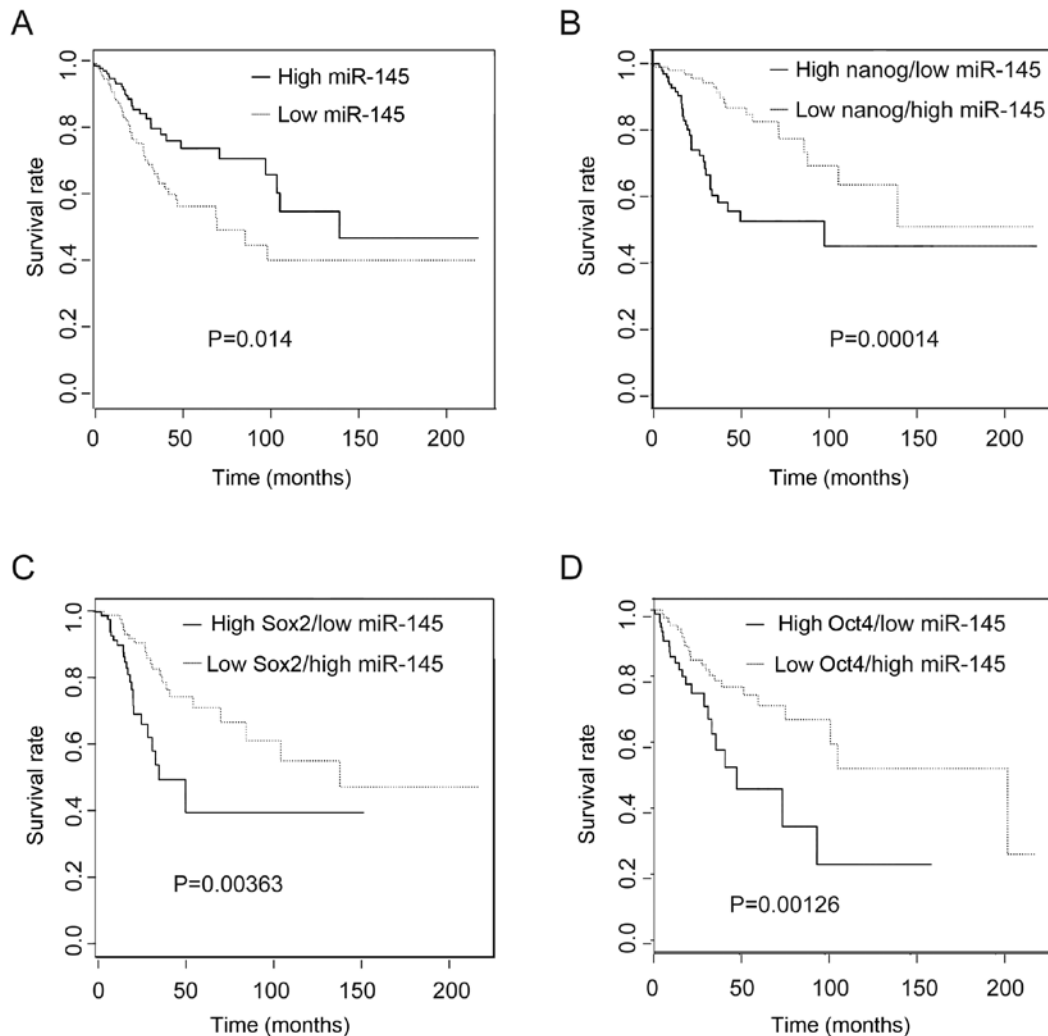 A
1.0
0.8
0.6
0.4
0.2
0.0
Survival rate
High miR-145
Low miR-145
P=0.014
0 50 100 150 200
Time (months)
B
1.0
0.8
0.6
0.4
0.2
0.0
Survival rate
High nanog/low miR-145
Low nanog/high miR-145
P=0.00014
0 50 100 150 200
Time (months)
C
1.0
0.8
0.6
0.4
0.2
0.0
Survival rate
High Sox2/low miR-145
Low Sox2/high miR-145
P=0.00363
0 50 100 150 200
Time (months)
D
1.0
0.8
0.6
0.4
0.2
0.0
Survival rate
High Oct4/low miR-145
Low Oct4/high miR-145
P=0.00126
0 50 100 150 200
Time (months)